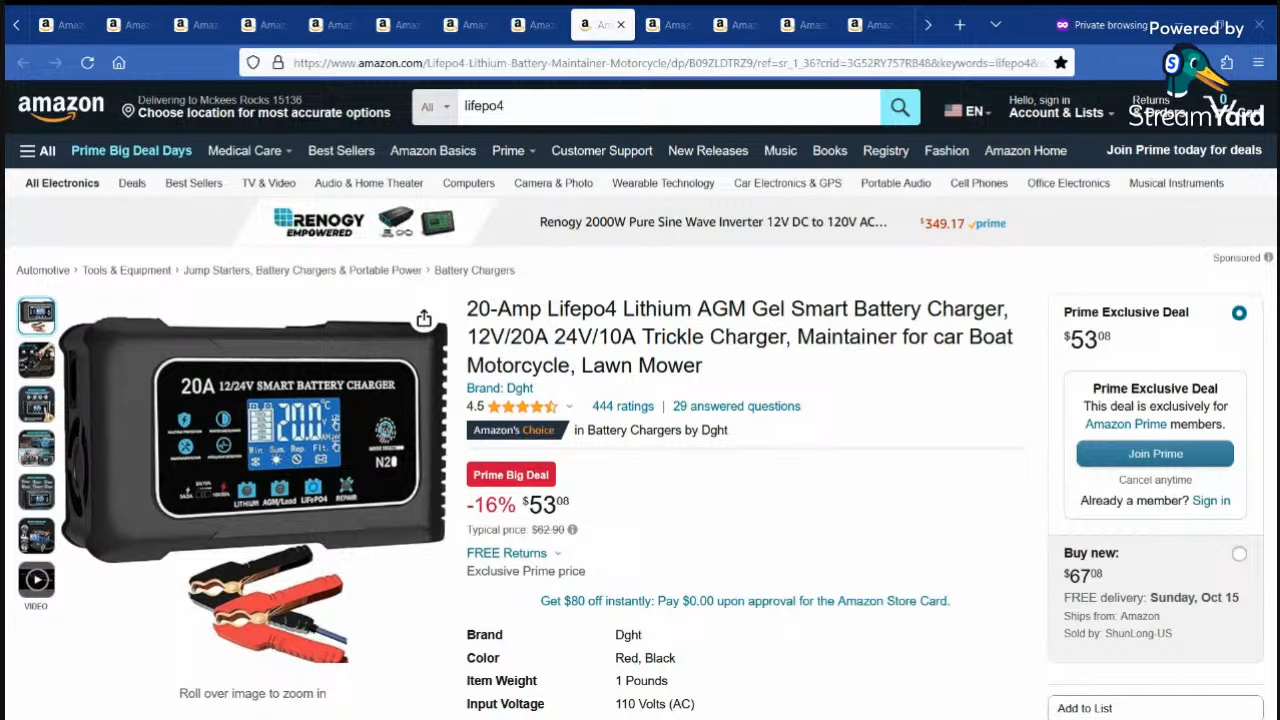 Private browsing
Powered by
StreamYard
https://www.amazon.com/Lifepo4-Lithium-Battery-Maintainer-Motorcycle/dp/B09ZLDTRZ9/ref=sr_1_36?crid=3G52RY757RB48&keywords=lifepo4&
amazon
Delivering to Mckees Rocks 15136
Choose location for most accurate options
All
lifepo4
EN
Hello, sign in
Account & Lists
Returns
& Orders
0
Cart
All
Prime Big Deal Days
Medical Care
Best Sellers
Amazon Basics
Prime
Customer Support
New Releases
Music
Books
Registry
Fashion
Amazon Home
Join Prime today for deals
All Electronics
Deals
Best Sellers
TV & Video
Audio & Home Theater
Computers
Camera & Photo
Wearable Technology
Car Electronics & GPS
Portable Audio
Cell Phones
Office Electronics
Musical Instruments
RENOGY
EMPOWERED
Renogy 2000W Pure Sine Wave Inverter 12V DC to 120V AC...
$349.17 prime
Sponsored
Automotive › Tools & Equipment › Jump Starters, Battery Chargers & Portable Power › Battery Chargers
20-Amp Lifepo4 Lithium AGM Gel Smart Battery Charger,
12V/20A 24V/10A Trickle Charger, Maintainer for car Boat
Motorcycle, Lawn Mower
Brand: Dght
4.5
444 ratings | 29 answered questions
Amazon's Choice in Battery Chargers by Dght
Prime Big Deal
-16% $53.08
Typical price: $62.90
FREE Returns
Exclusive Prime price
Get $80 off instantly: Pay $0.00 upon approval for the Amazon Store Card.
Brand Dght
Color Red, Black
Item Weight 1 Pounds
Input Voltage 110 Volts (AC)
20A 12/24V SMART BATTERY CHARGER
20.0
Win. Sum. Rep. Flt.
N20
LITHIUM AGM/Lead LiFePO4 REPAIR
VIDEO
Roll over image to zoom in
Prime Exclusive Deal
$53.08
Prime Exclusive Deal
This deal is exclusively for
Amazon Prime members.
Join Prime
Cancel anytime
Already a member? Sign in
Buy new:
$67.08
FREE delivery: Sunday, Oct 15
Ships from: Amazon
Sold by: ShunLong-US
Add to List